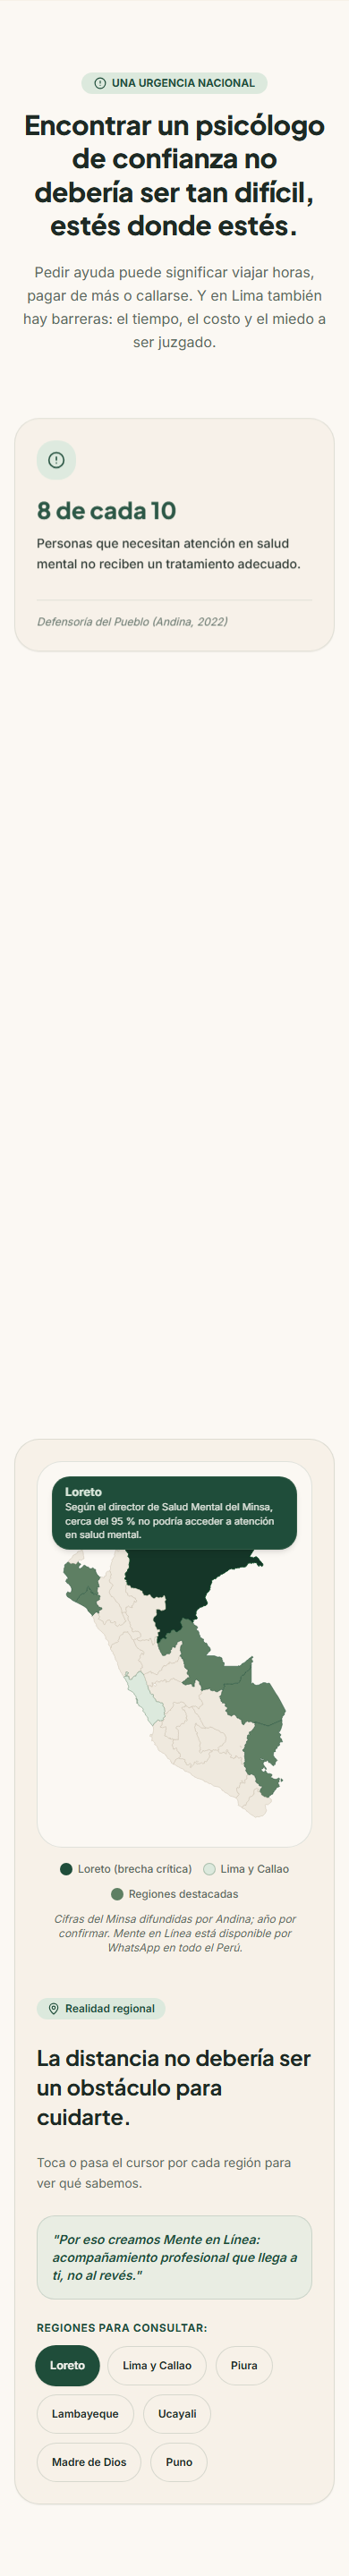 UNA URGENCIA NACIONAL
Encontrar un psicólogo
de confianza no
debería ser tan difícil,
estés donde estés.
Pedir ayuda puede significar viajar horas,
pagar de más o callarse. Y en Lima también
hay barreras: el tiempo, el costo y el miedo a
ser juzgado.
8 de cada 10
Personas que necesitan atención en salud
mental no reciben un tratamiento adecuado.
Defensoría del Pueblo (Andina, 2022)
Loreto
Según el director de Salud Mental del Minsa,
cerca del 95 % no podría acceder a atención
en salud mental.
Loreto (brecha crítica)
Lima y Callao
Regiones destacadas
Cifras del Minsa difundidas por Andina; año por
confirmar. Mente en Línea está disponible por
WhatsApp en todo el Perú.
Realidad regional
La distancia no debería ser
un obstáculo para
cuidarte.
Toca o pasa el cursor por cada región para
ver qué sabemos.
"Por eso creamos Mente en Línea:
acompañamiento profesional que llega a
ti, no al revés."
REGIONES PARA CONSULTAR:
Loreto
Lima y Callao
Piura
Lambayeque
Ucayali
Madre de Dios
Puno